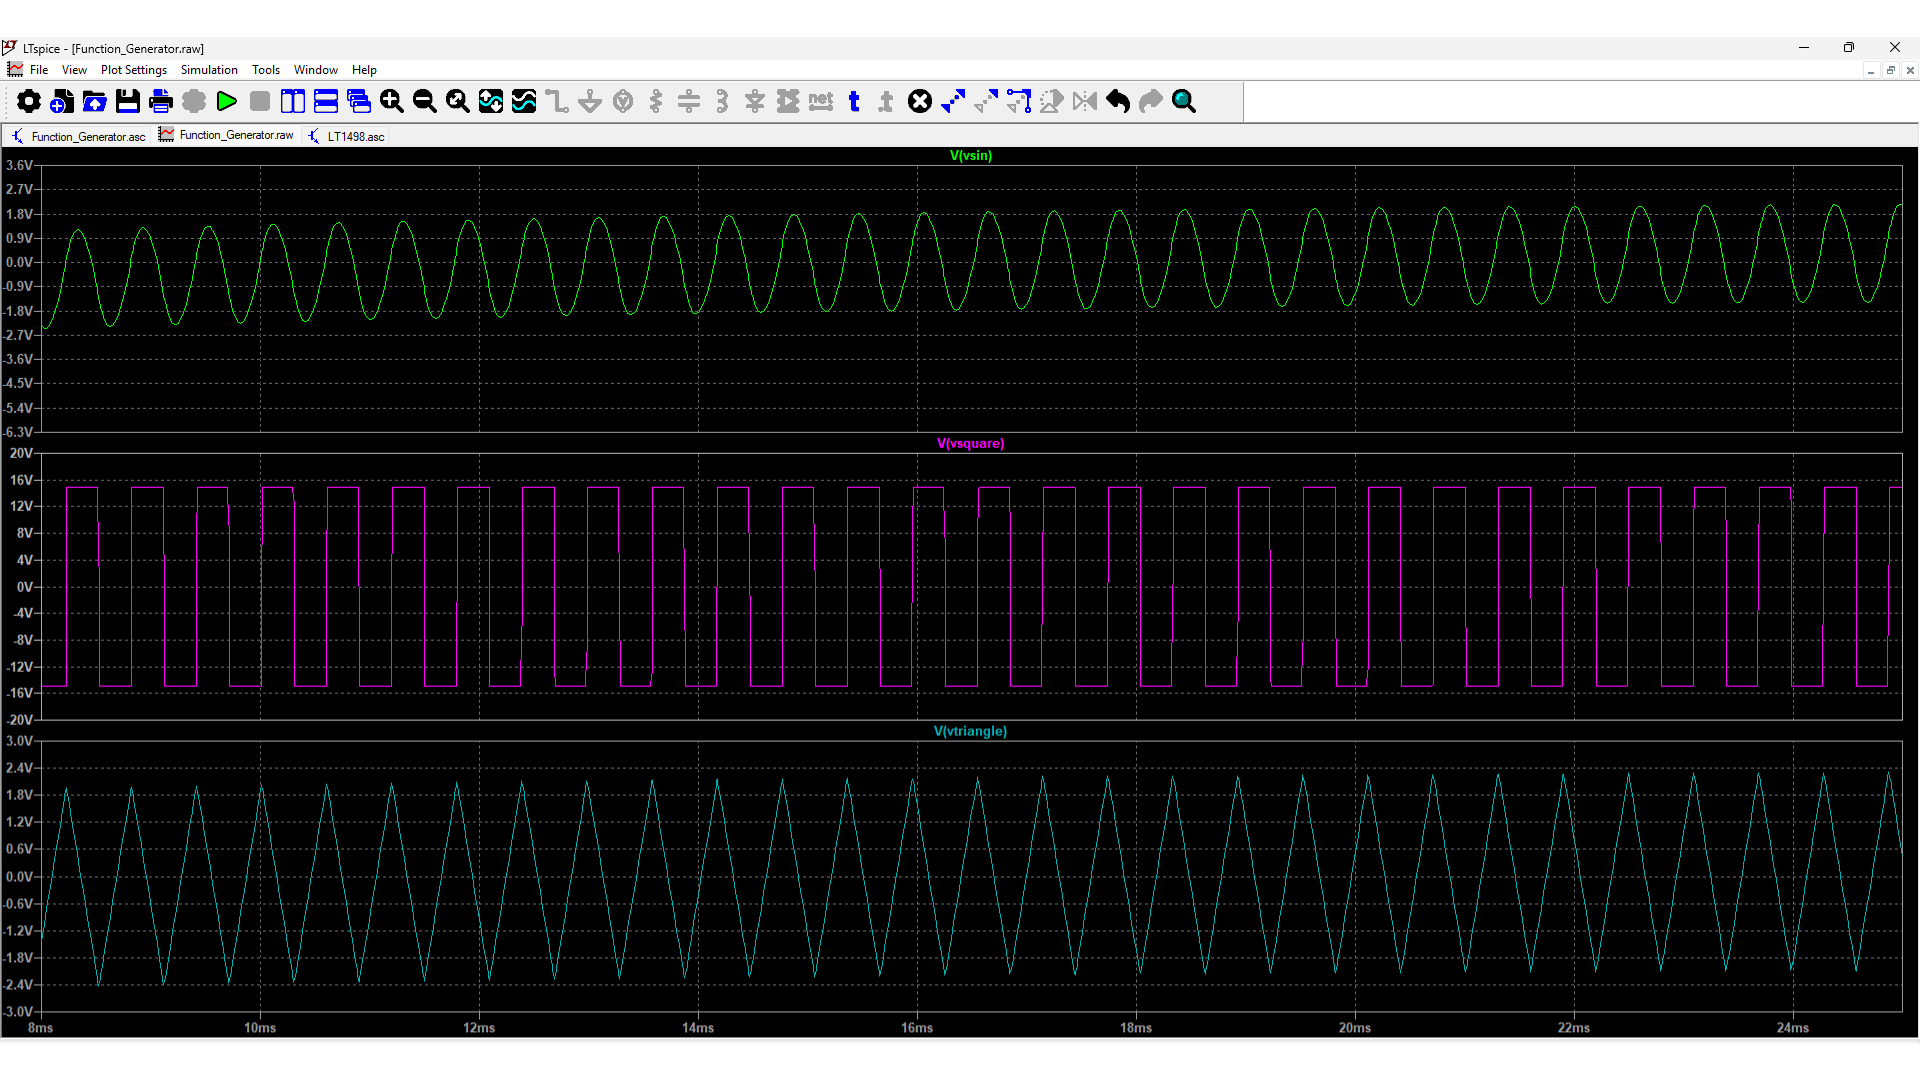 LTspice - [Function_Generator.raw]
File View Plot Settings Simulation Tools Window Help
net t .t
Function_Generator.asc Function_Generator.raw LT1498.asc
V(vsin)
3.6V
2.7V
1.8V
0.9V
0.0V
-0.9V
-1.8V
-2.7V
-3.6V
-4.5V
-5.4V
-6.3V
V(vsquare)
20V
16V
12V
8V
4V
0V
-4V
-8V
-12V
-16V
-20V
V(vtriangle)
3.0V
2.4V
1.8V
1.2V
0.6V
0.0V
-0.6V
-1.2V
-1.8V
-2.4V
-3.0V
8ms 10ms 12ms 14ms 16ms 18ms 20ms 22ms 24ms